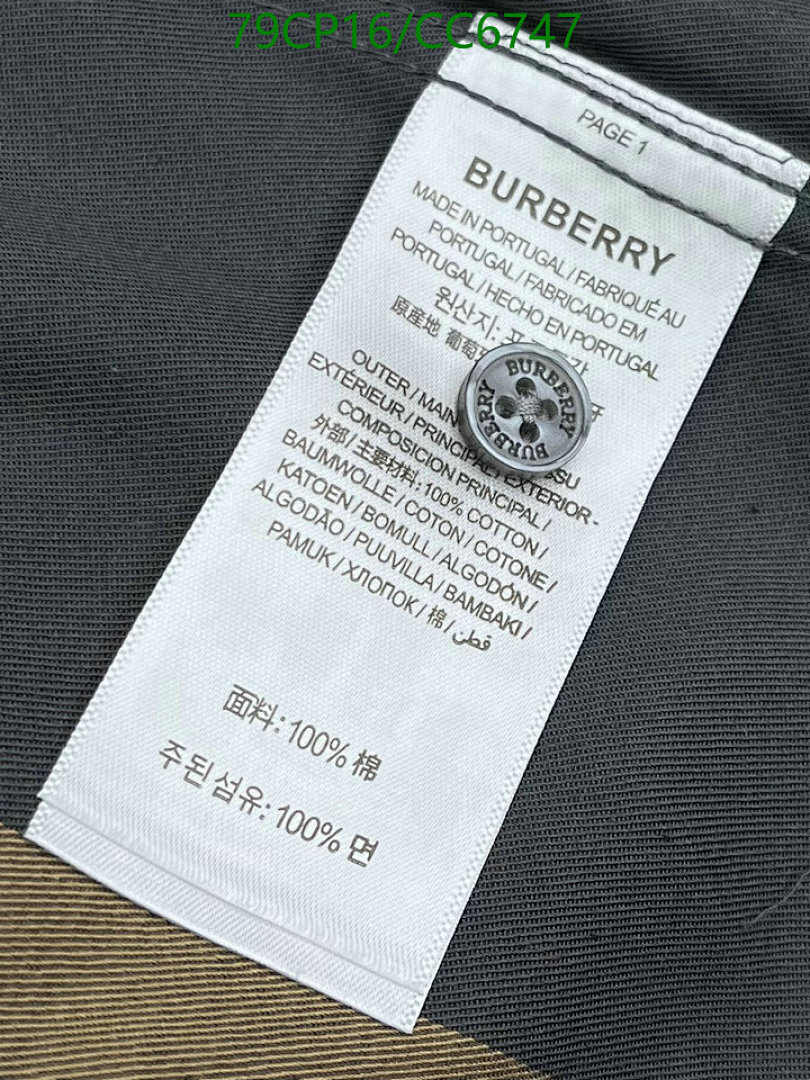 79CP16/CC6747
PAGE 1
BURBERRY
MADE IN PORTUGAL / FABRIQUÉ AU
PORTUGAL / FABRICADO EM
PORTUGAL / HECHO EN PORTUGAL
원산지:
原產地
OUTER / MAIN
EXTÉRIEUR / PRINCIPAL / EXTERIOR-
COMPOSICION PRINCIPAL /
外部/主要材料:100% COTTON /
BAUMWOLLE / COTON / COTONE /
KATOEN / BOMULL / ALGODÓN /
ALGODÃO / PUUVILLA / BAMBAKI /
PAMUK / ХЛОПОК / 棉 / قطن
面料:100% 棉
주된 섬유:100% 면
BURBERRY
BURBERRY